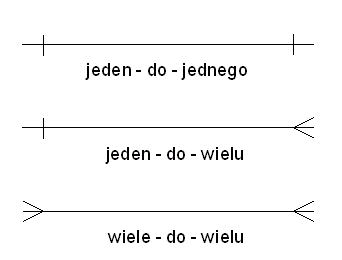 jeden - do - jednego
jeden - do - wielu
wiele - do - wielu